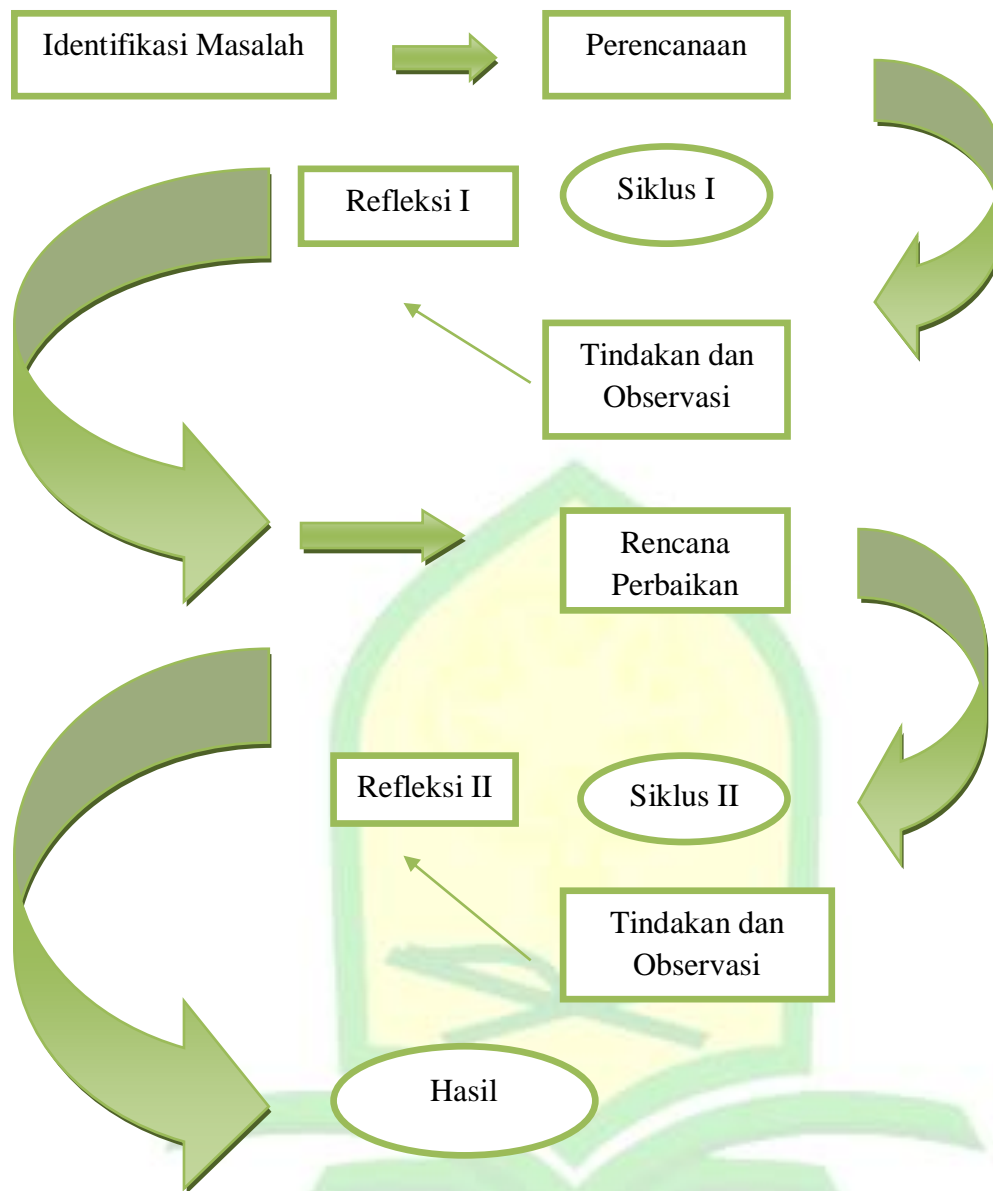 Identifikasi Masalah
Perencanaan
Refleksi I
Siklus I
Tindakan dan
Observasi
Rencana
Perbaikan
Refleksi II
Siklus II
Tindakan dan
Observasi
Hasil